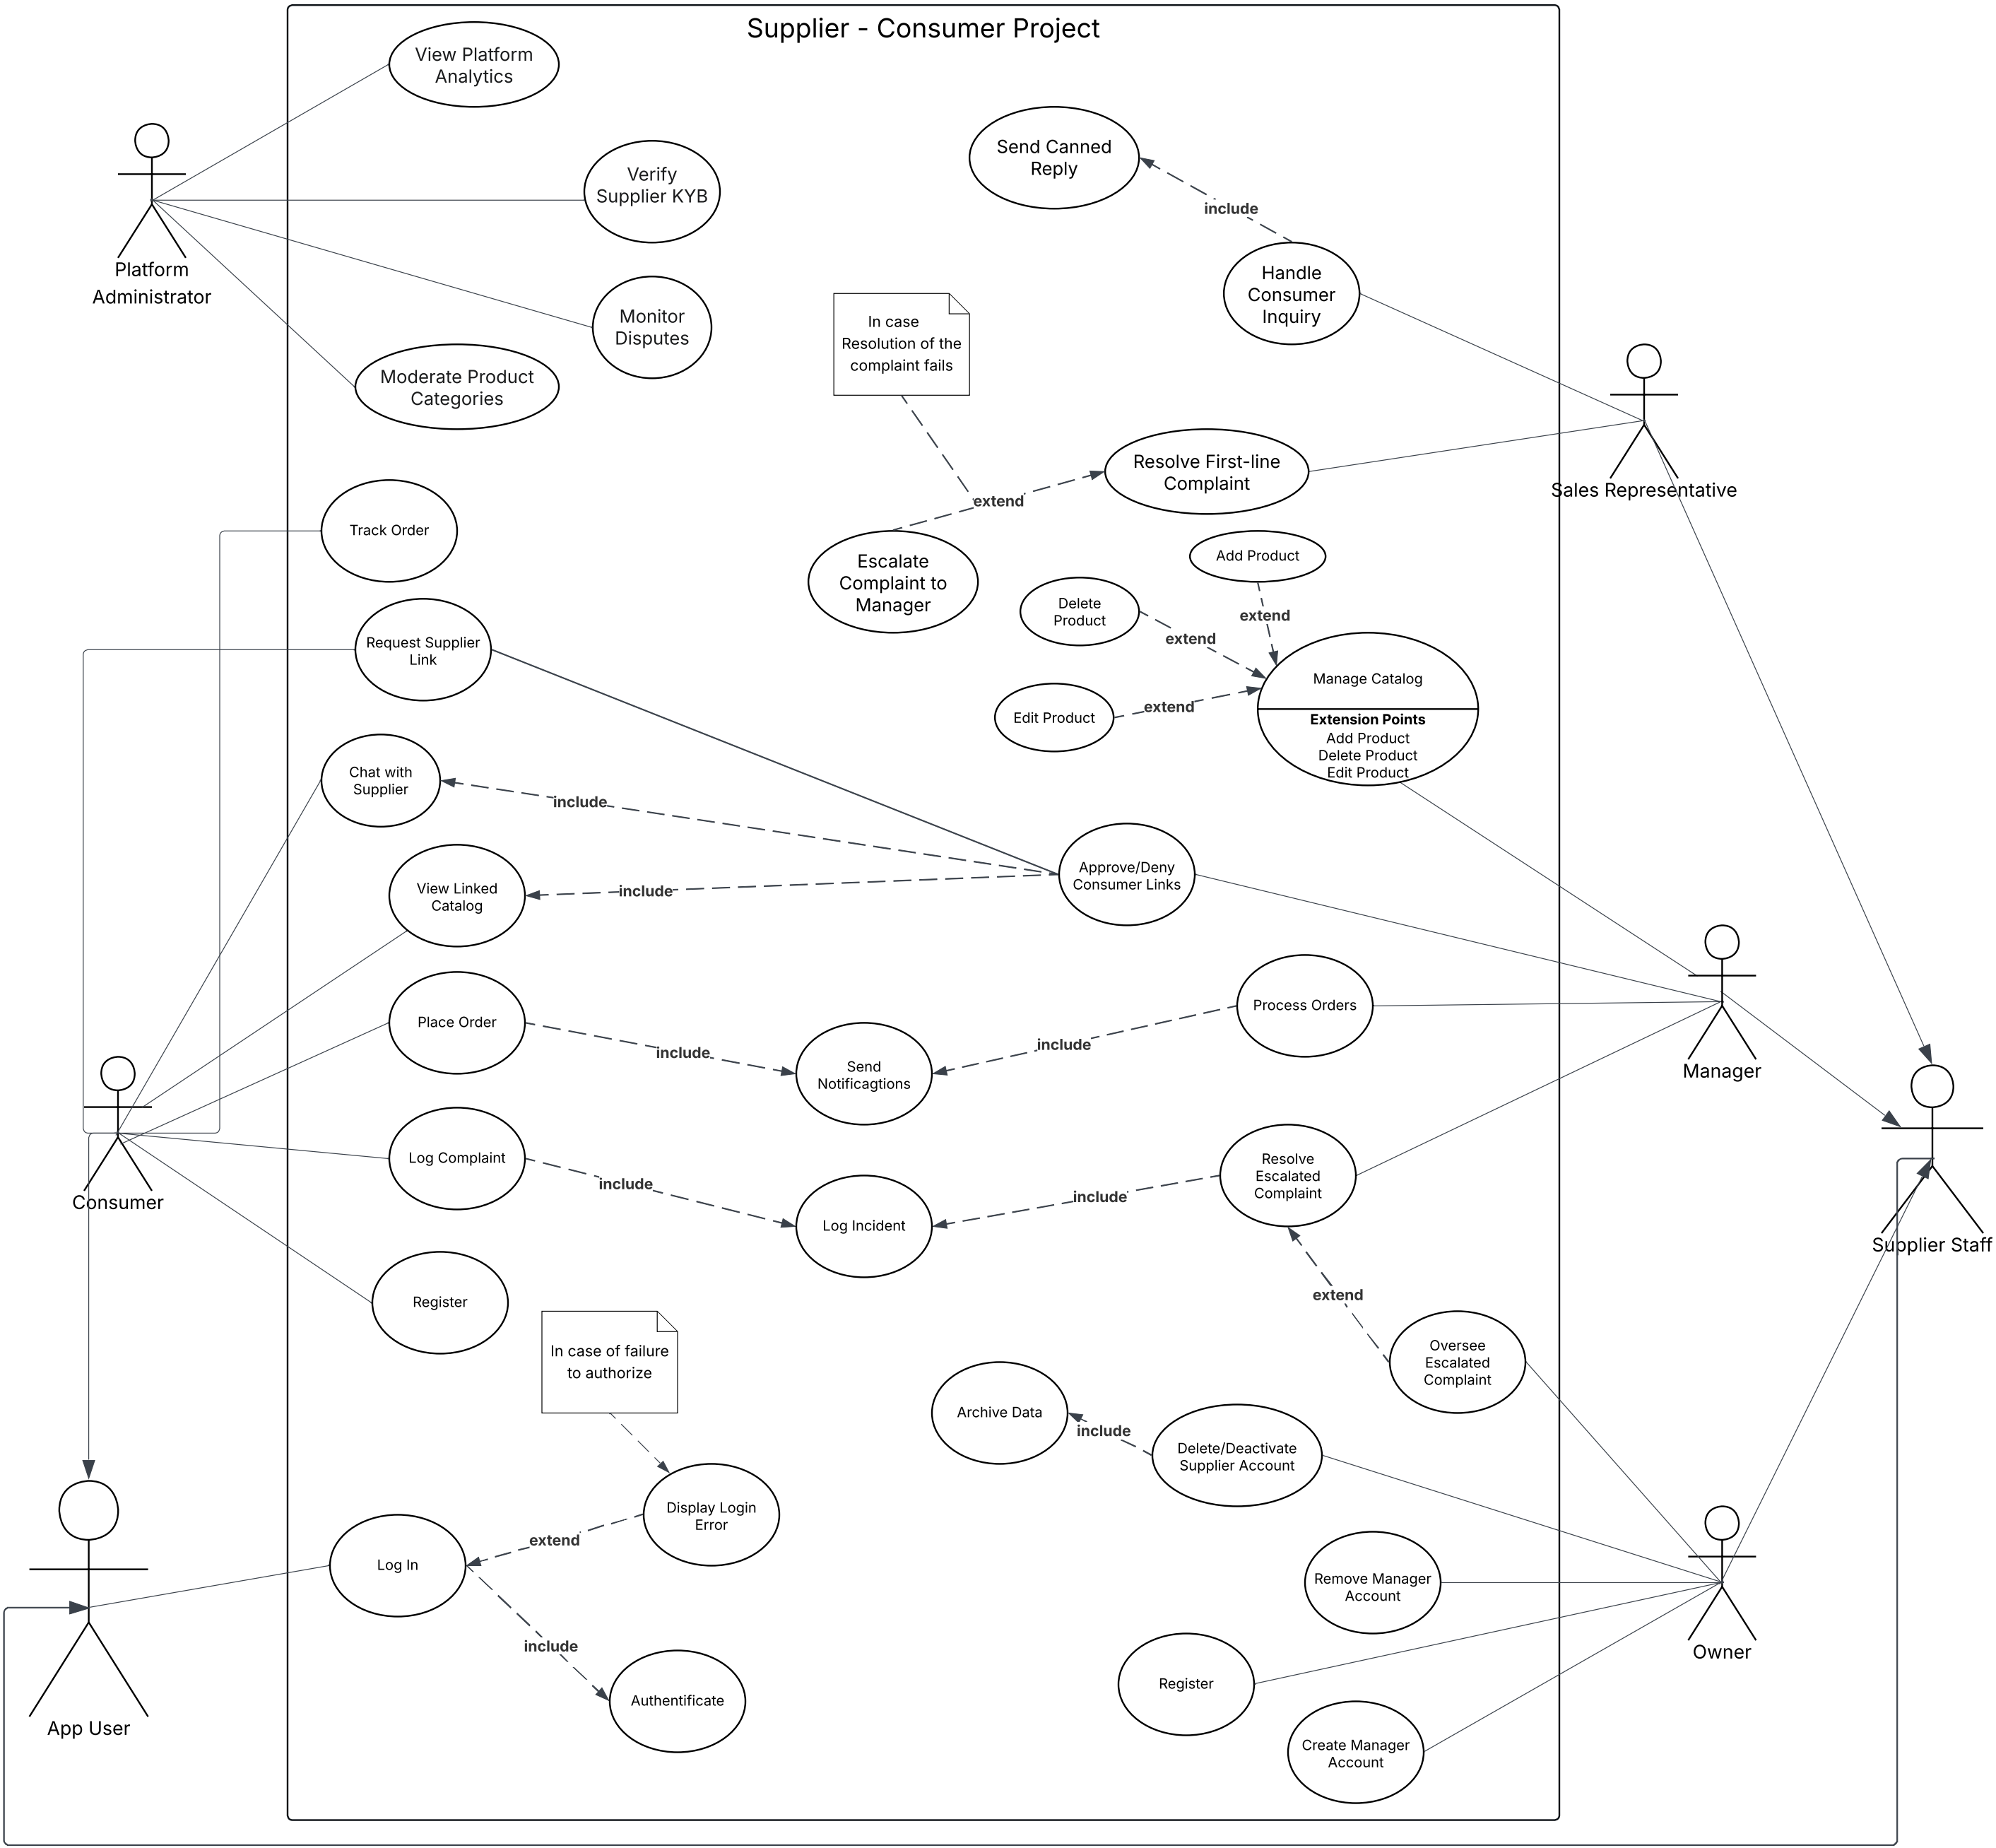 Supplier - Consumer Project
View Platform
Analytics
Send Canned
Reply
Verify
Supplier KYB
include
Platform
Administrator
Handle
Consumer
Inquiry
Monitor
Disputes
In case
Resolution of the
complaint fails
Moderate Product
Categories
Resolve First-line
Complaint
Sales Representative
extend
Track Order
Escalate
Complaint to
Manager
Add Product
Delete
Product
extend
extend
Request Supplier
Link
Manage Catalog
Extension Points
Add Product
Delete Product
Edit Product
Edit Product
extend
Chat with
Supplier
include
View Linked
Catalog
include
Approve/Deny
Consumer Links
Place Order
include
Send
Notificagtions
include
Process Orders
Manager
Log Complaint
include
Log Incident
include
Resolve
Escalated
Complaint
Consumer
Supplier Staff
Register
extend
In case of failure
to authorize
Oversee
Escalated
Complaint
Archive Data
include
Delete/Deactivate
Supplier Account
Display Login
Error
extend
Log In
Remove Manager
Account
include
Owner
Authentificate
Register
App User
Create Manager
Account